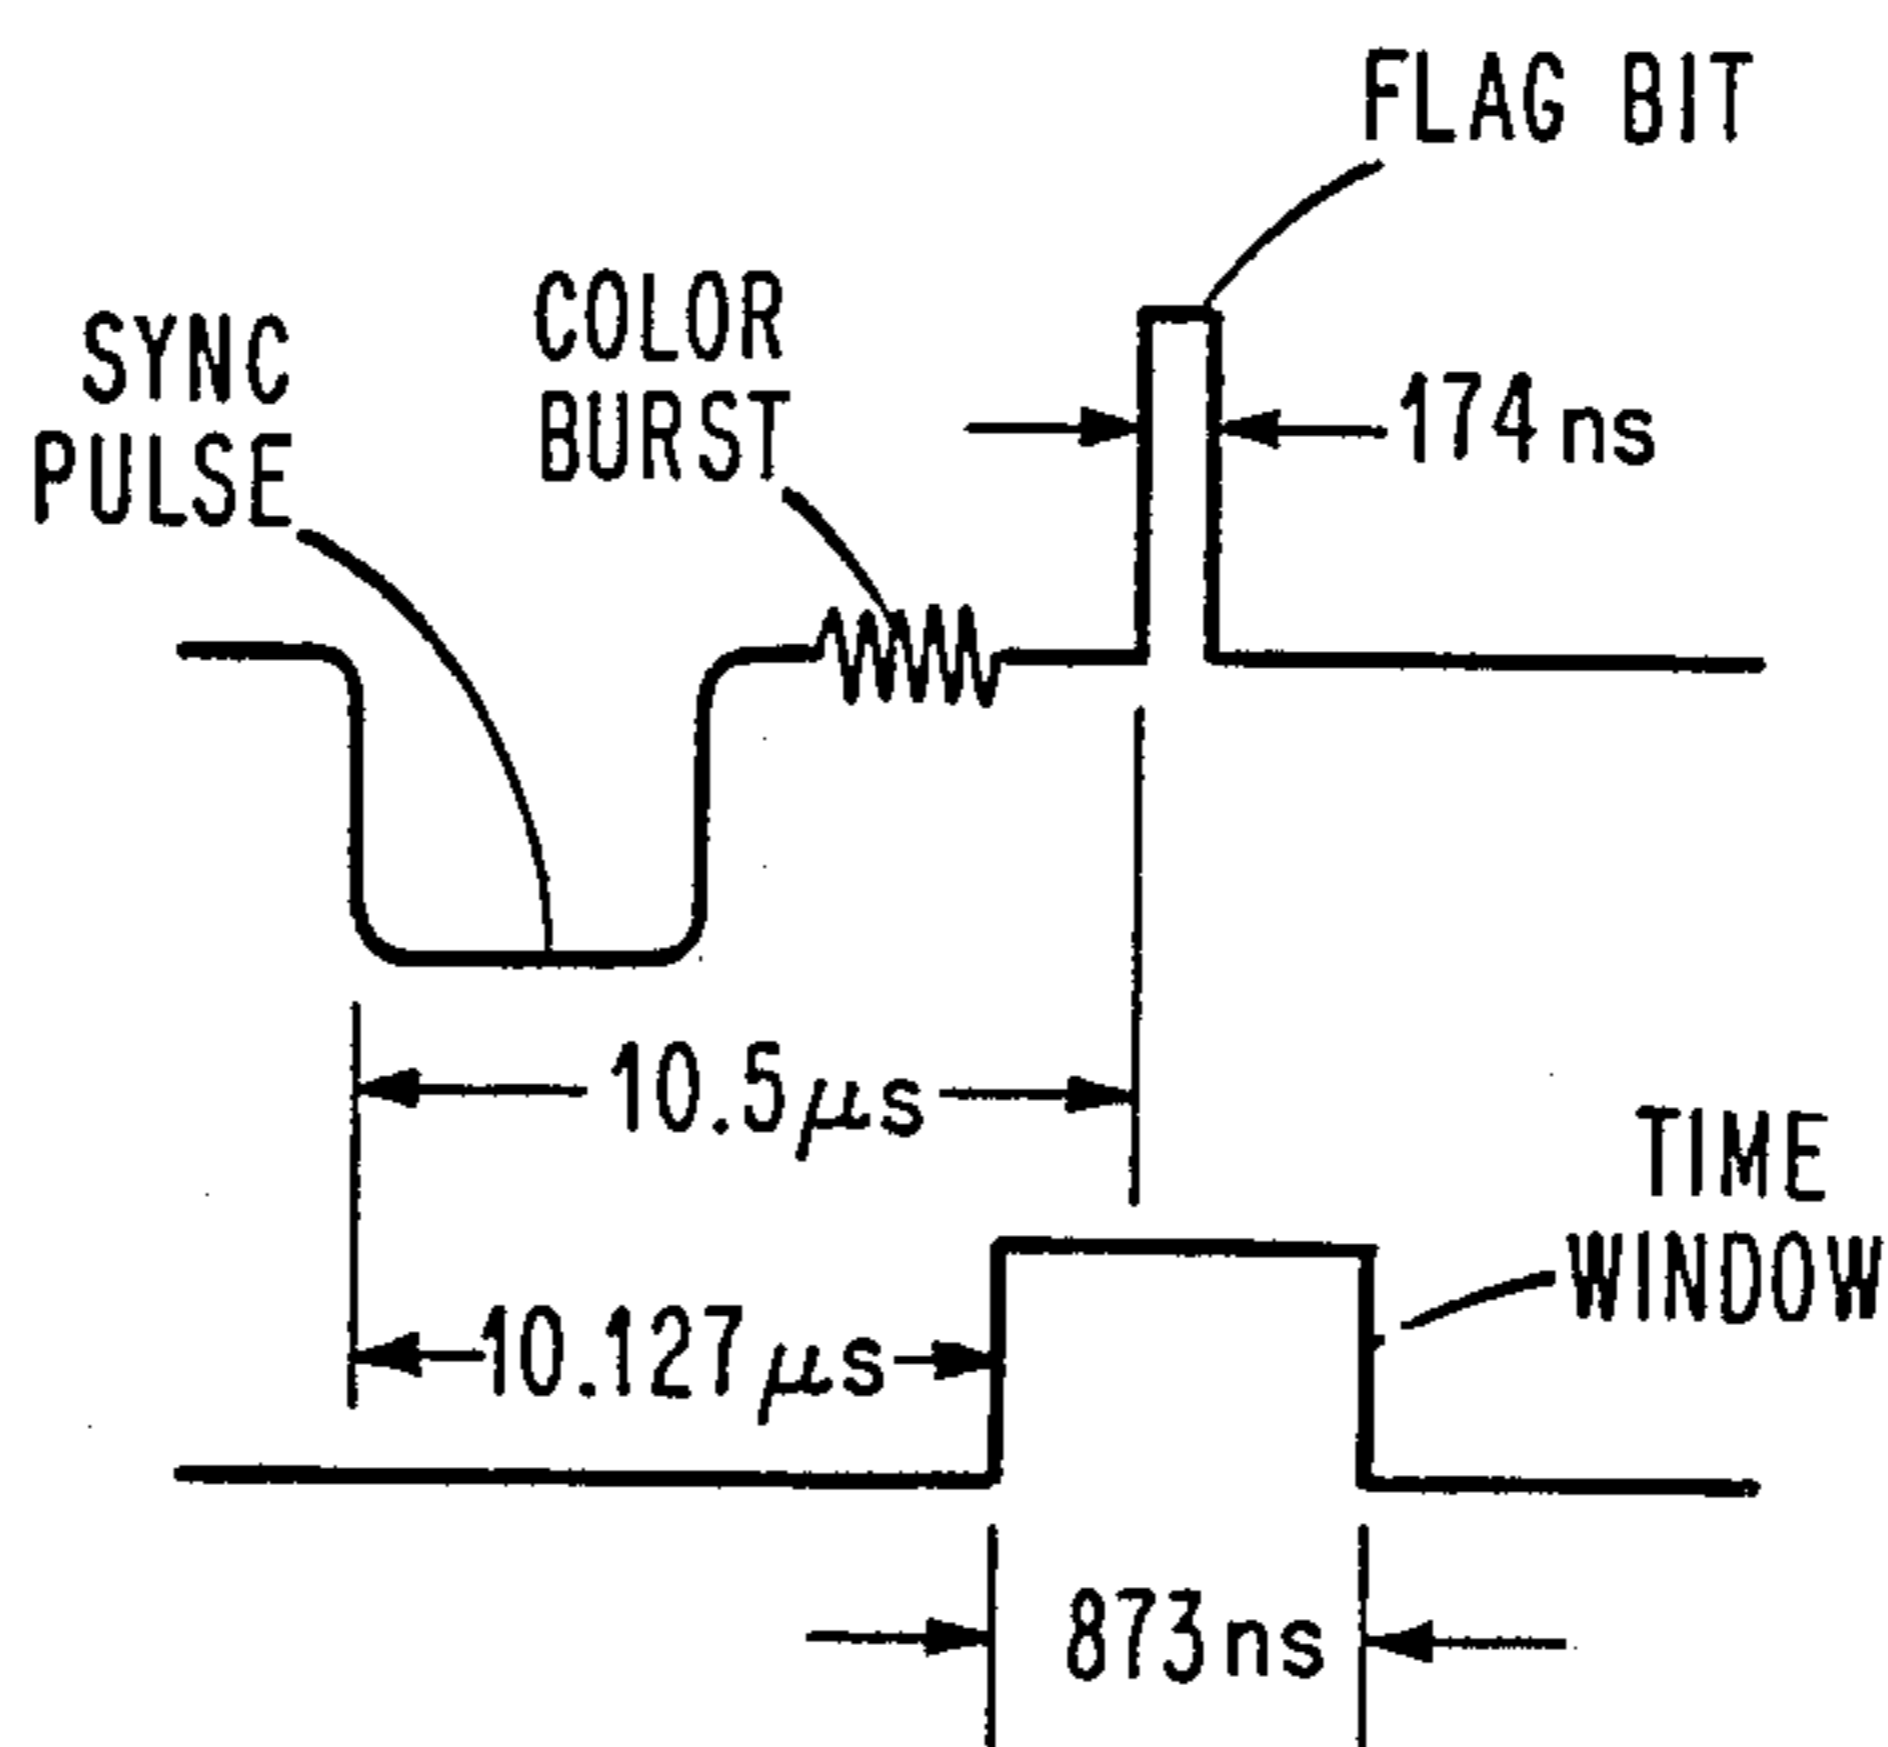 FLAG BIT
SYNC
PULSE
COLOR
BURST
174 ns
10.5 μs
TIME
WINDOW
10.127 μs
873 ns